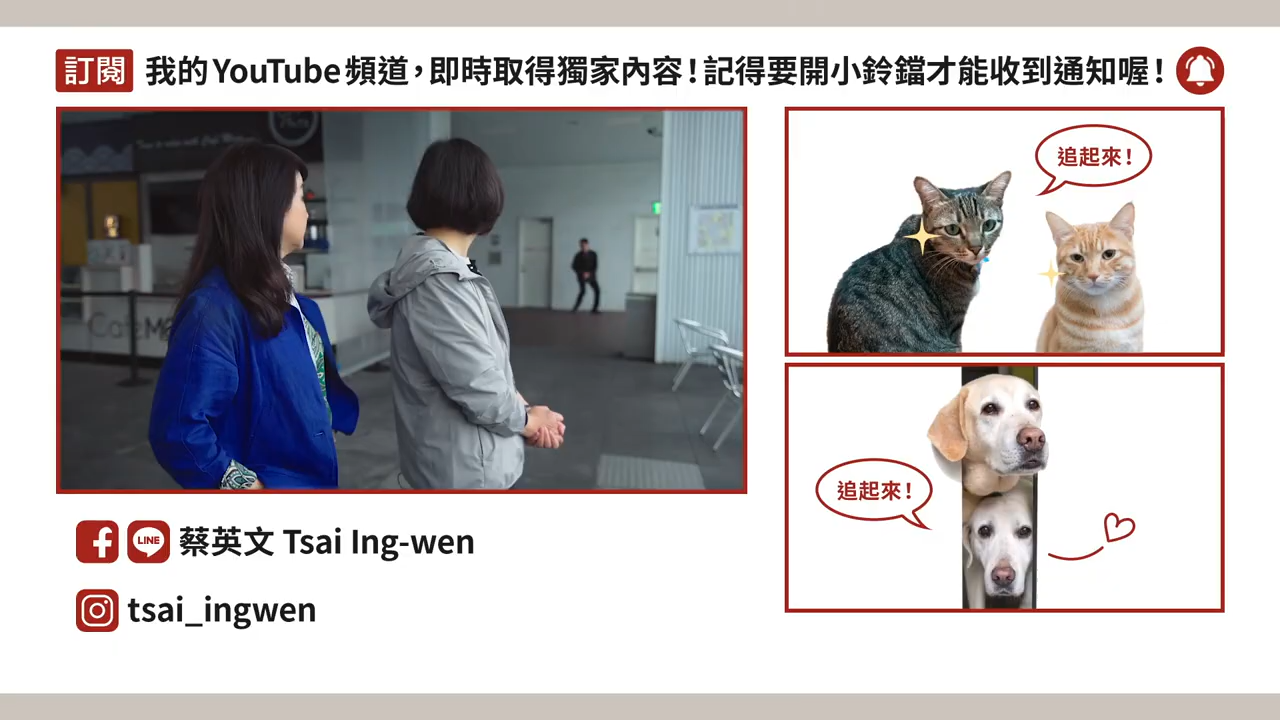 訂閱 我的YouTube頻道，即時取得獨家內容！記得要開小鈴鐺才能收到通知喔！
追起來！
追起來！
LINE 蔡英文 Tsai Ing-wen
tsai_ingwen